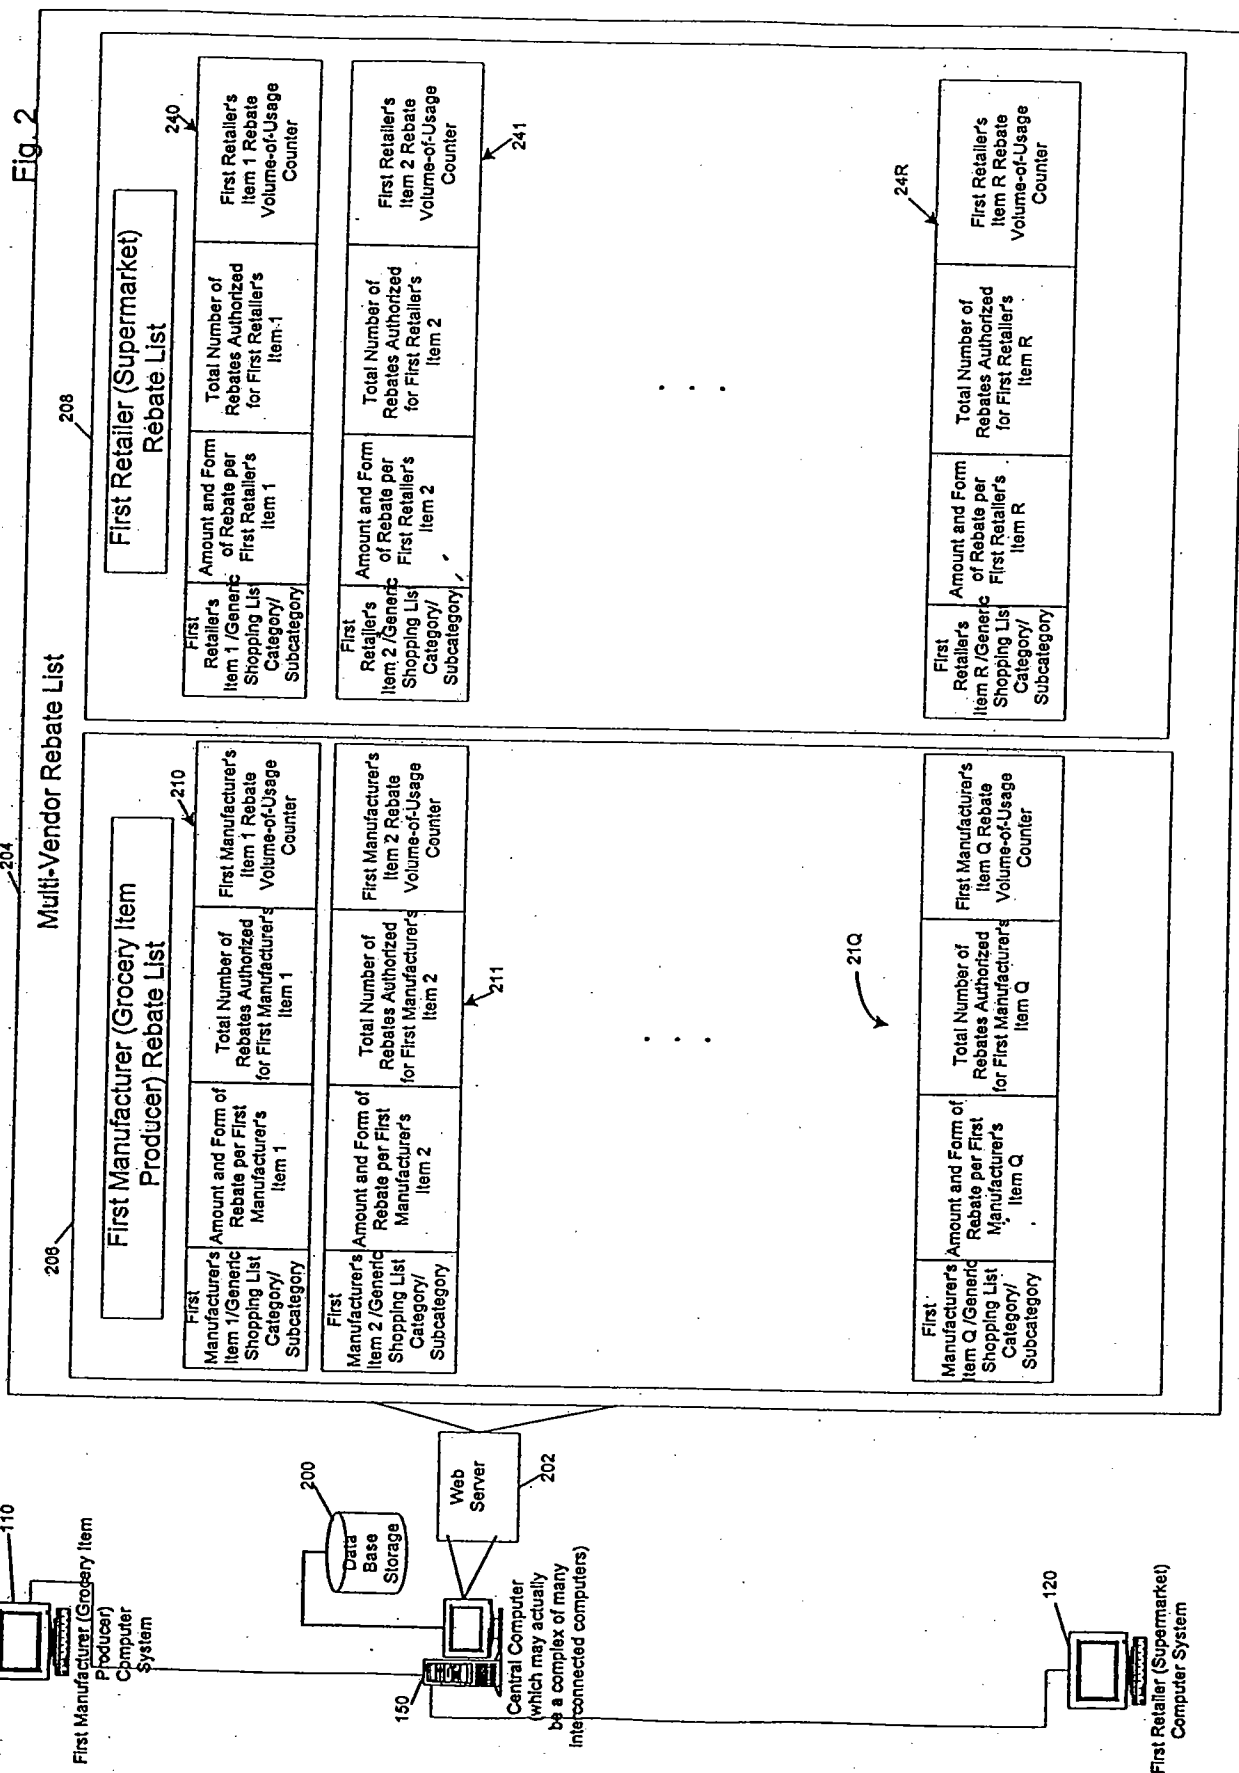 Fig. 2
204
Multi-Vendor Rebate List
206
First Manufacturer (Grocery Item
Producer) Rebate List
210
First
Manufacturer's
Item 1/Generic
Shopping List
Category/
Subcategory
Amount and Form of
Rebate per First
Manufacturer's
Item 1
Total Number of
Rebates Authorized
for First Manufacturer's
Item 1
First Manufacturer's
Item 1 Rebate
Volume-of-Usage
Counter
First
Manufacturer's
Item 2 /Generic
Shopping List
Category/
Subcategory
Amount and Form of
Rebate per First
Manufacturer's
Item 2
Total Number of
Rebates Authorized
for First Manufacturer's
Item 2
First Manufacturer's
Item 2 Rebate
Volume-of-Usage
Counter
211
. . .
21Q
First
Manufacturer's
Item Q /Generic
Shopping List
Category/
Subcategory
Amount and Form of
Rebate per First
Manufacturer's
Item Q
Total Number of
Rebates Authorized
for First Manufacturer's
Item Q
First Manufacturer's
Item Q Rebate
Volume-of-Usage
Counter
208
First Retailer (Supermarket)
Rebate List
240
First
Retailer's
Item 1 /Generic
Shopping List
Category/
Subcategory
Amount and Form
of Rebate per
First Retailer's
Item 1
Total Number of
Rebates Authorized
for First Retailer's
Item 1
First Retailer's
Item 1 Rebate
Volume-of-Usage
Counter
First
Retailer's
Item 2 /Generic
Shopping List
Category/
Subcategory
Amount and Form
of Rebate per
First Retailer's
Item 2
Total Number of
Rebates Authorized
for First Retailer's
Item 2
First Retailer's
Item 2 Rebate
Volume-of-Usage
Counter
241
. . .
24R
First
Retailer's
Item R /Generic
Shopping List
Category/
Subcategory
Amount and Form
of Rebate per
First Retailer's
Item R
Total Number of
Rebates Authorized
for First Retailer's
Item R
First Retailer's
Item R Rebate
Volume-of-Usage
Counter
110
First Manufacturer (Grocery Item
Producer)
Computer
System
200
Data
Base
Storage
Web
Server
202
150
Central Computer
(which may actually
be a complex of many
Interconnected computers)
120
First Retailer (Supermarket)
Computer System